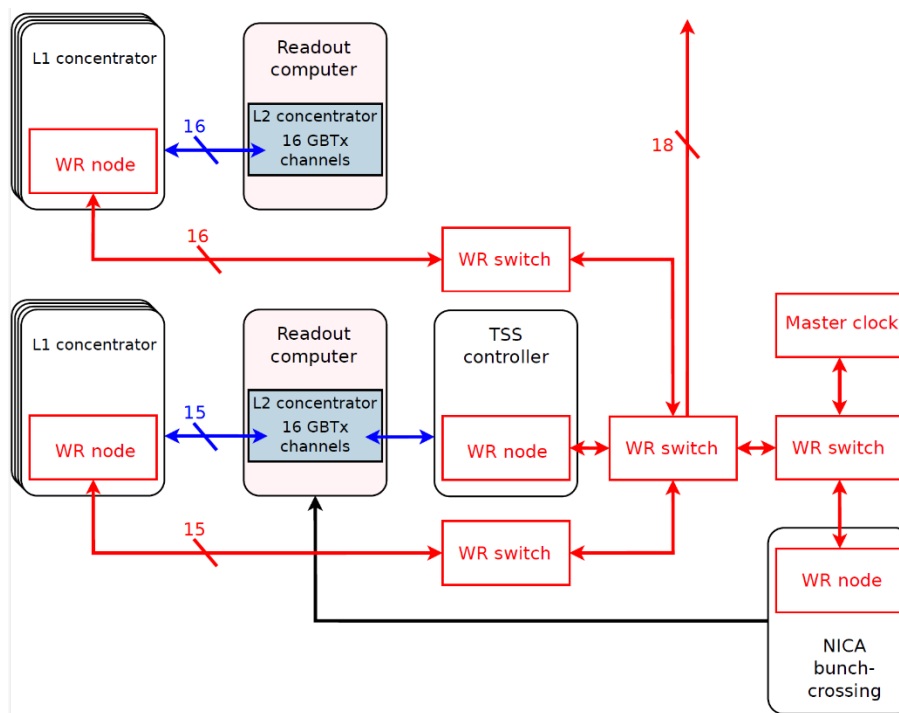 L1 concentrator
WR node
16
Readout
computer
L2 concentrator
16 GBTx
channels
18
16
WR switch
L1 concentrator
WR node
15
Readout
computer
L2 concentrator
16 GBTx
channels
TSS
controller
WR node
WR switch
Master clock
WR switch
15
WR switch
WR node
NICA
bunch-
crossing